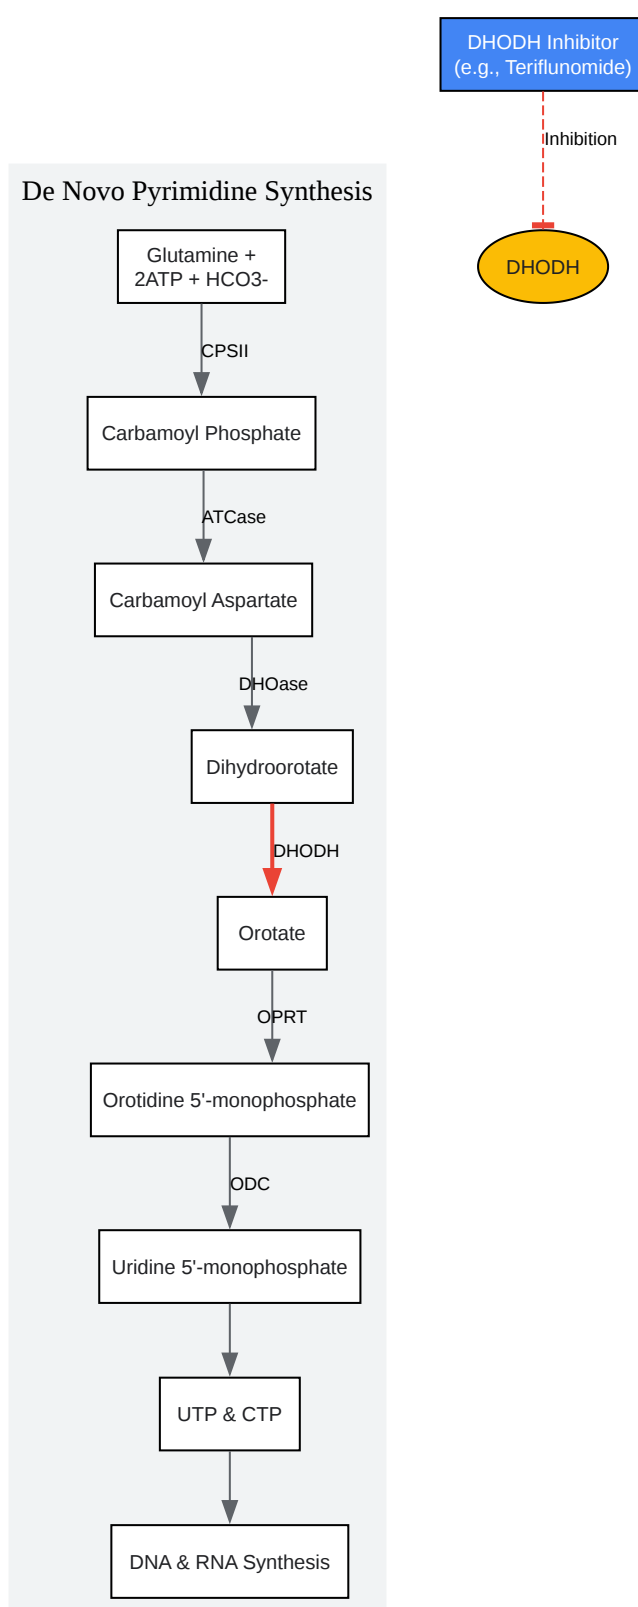 DHODH Inhibitor
(e.g., Teriflunomide)
Inhibition
DHODH
De Novo Pyrimidine Synthesis
Glutamine +
2ATP + HCO3-
CPSII
Carbamoyl Phosphate
ATCase
Carbamoyl Aspartate
DHOase
Dihydroorotate
DHODH
Orotate
OPRT
Orotidine 5'-monophosphate
ODC
Uridine 5'-monophosphate
UTP & CTP
DNA & RNA Synthesis